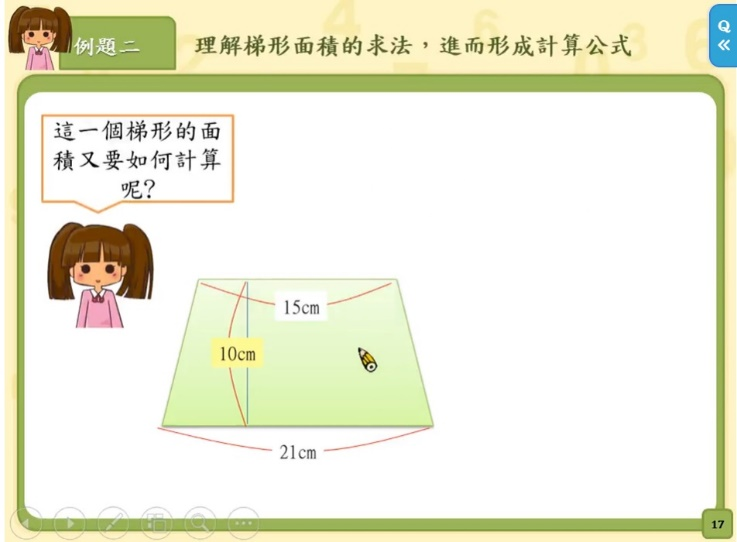 例題二
理解梯形面積的求法，進而形成計算公式
Q
這一個梯形的面
積又要如何計算
呢?
15cm
10cm
21cm
17